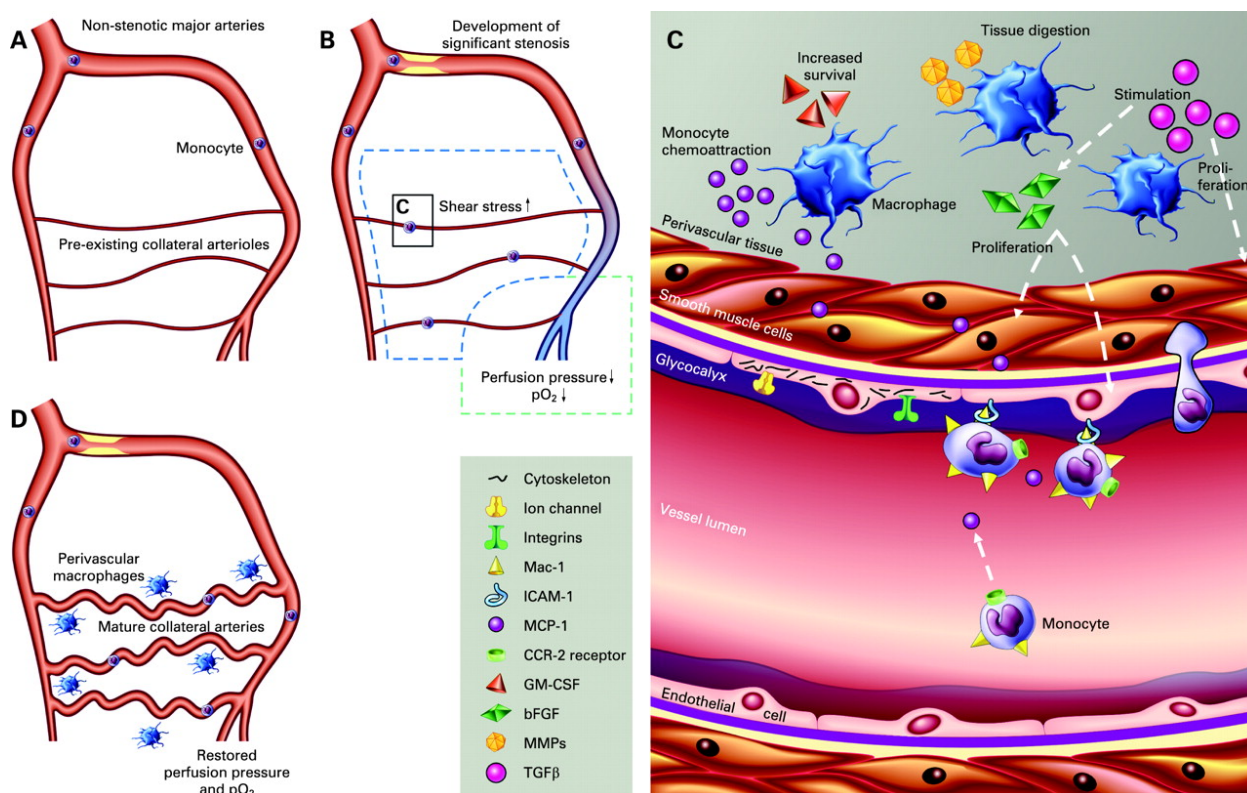 A
Non-stenotic major arteries
Monocyte
Pre-existing collateral arterioles
B
Development of
significant stenosis
C
Shear stress ↑
Perfusion pressure ↓
pO₂ ↓
D
Perivascular
macrophages
Mature collateral arteries
Restored
perfusion pressure
and pO₂
Cytoskeleton
Ion channel
Integrins
Mac-1
ICAM-1
MCP-1
CCR-2 receptor
GM-CSF
bFGF
MMPs
TGFβ
C
Tissue digestion
Increased
survival
Stimulation
Monocyte
chemoattraction
Macrophage
Proli-
feration
Proliferation
Perivascular tissue
Smooth muscle cells
Glycocalyx
Vessel lumen
Monocyte
Endothelial
cell